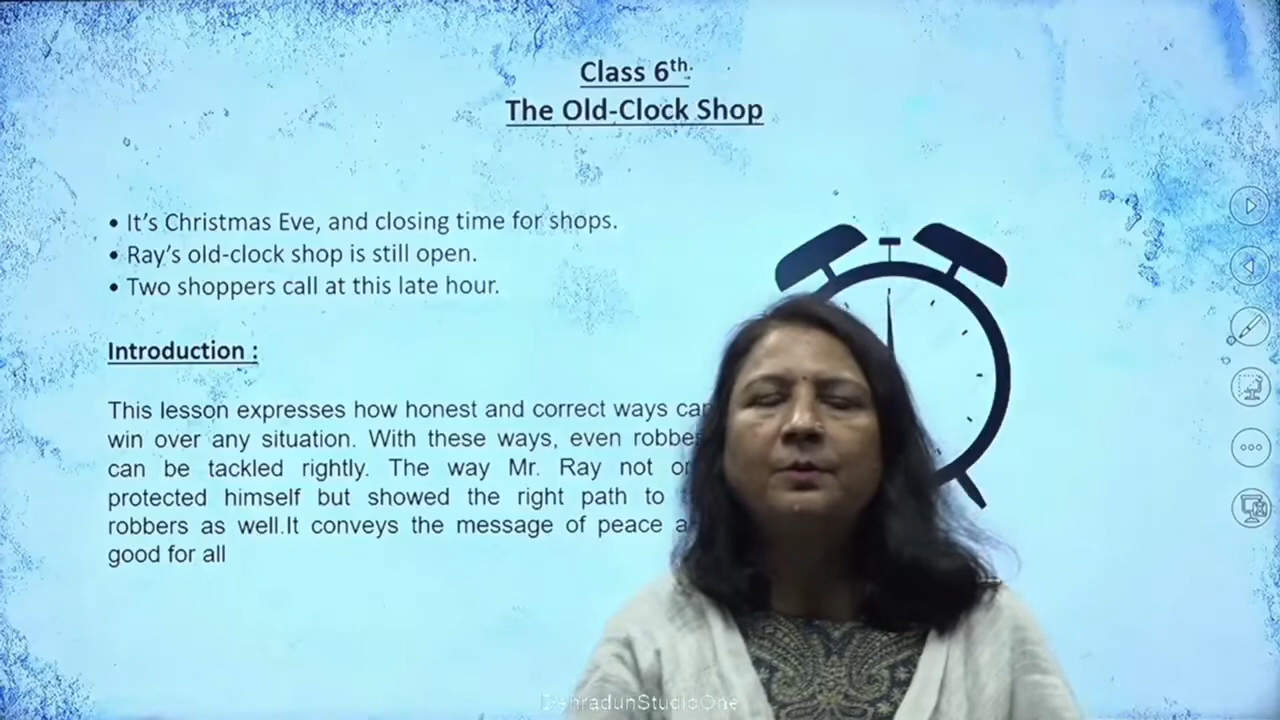 Class 6th.
The Old-Clock Shop
• It's Christmas Eve, and closing time for shops.
• Ray's old-clock shop is still open.
• Two shoppers call at this late hour.
Introduction :
This lesson expresses how honest and correct ways
win over any situation. With these ways, even
can be tackled rightly. The way Mr. Ray not
protected himself but showed the right path to
robbers as well.It conveys the message of peace
good for all
DehradunStudioOne